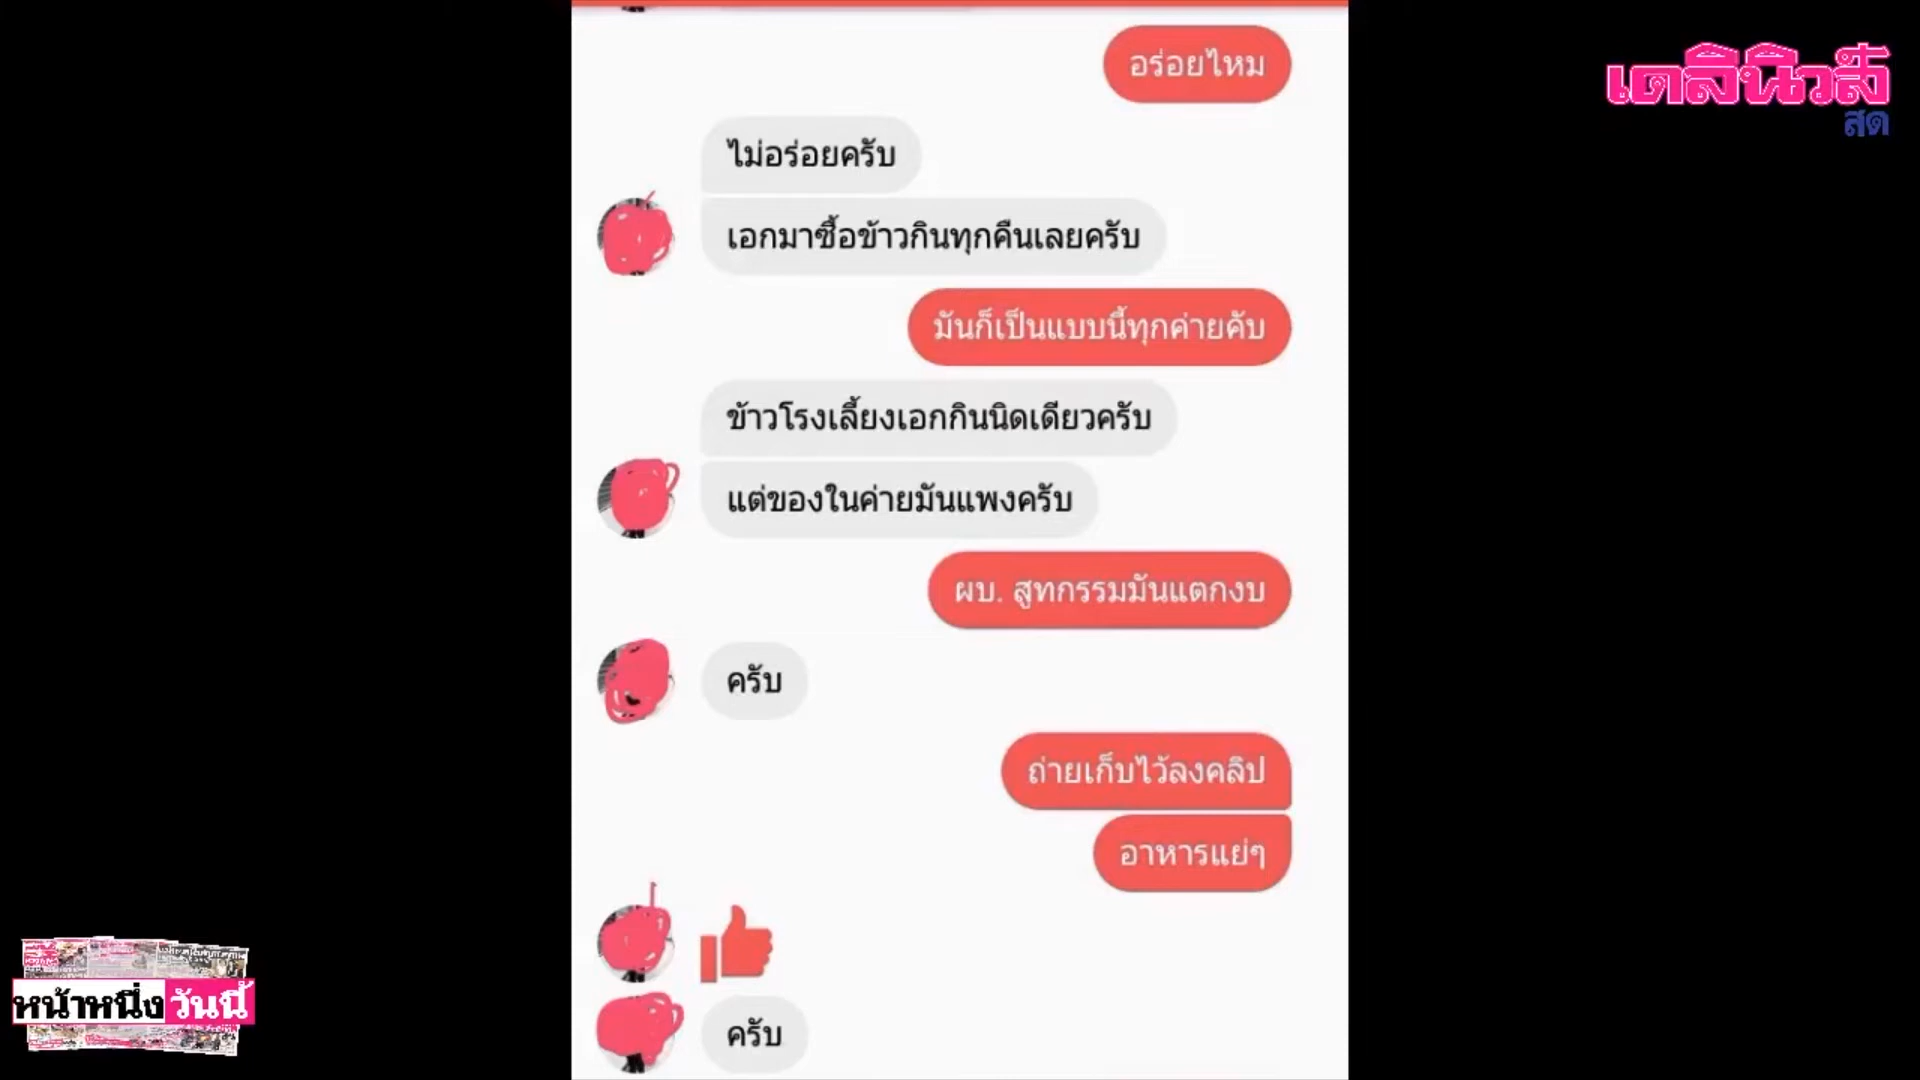 อร่อยไหม
เดลินิวส์
สด
ไม่อร่อยครับ
เอกมาซื้อข้าวกินทุกคืนเลยครับ
มันก็เป็นแบบนี้ทุกค่ายคับ
ข้าวโรงเลี้ยงเอกกินนิดเดียวครับ
แต่ของในค่ายมันแพงครับ
ผบ. สูทกรรมมันแตกงบ
ครับ
ถ่ายเก็บไว้ลงคลิป
อาหารแย่ๆ
ครับ
หน้าหนึ่งวันนี้